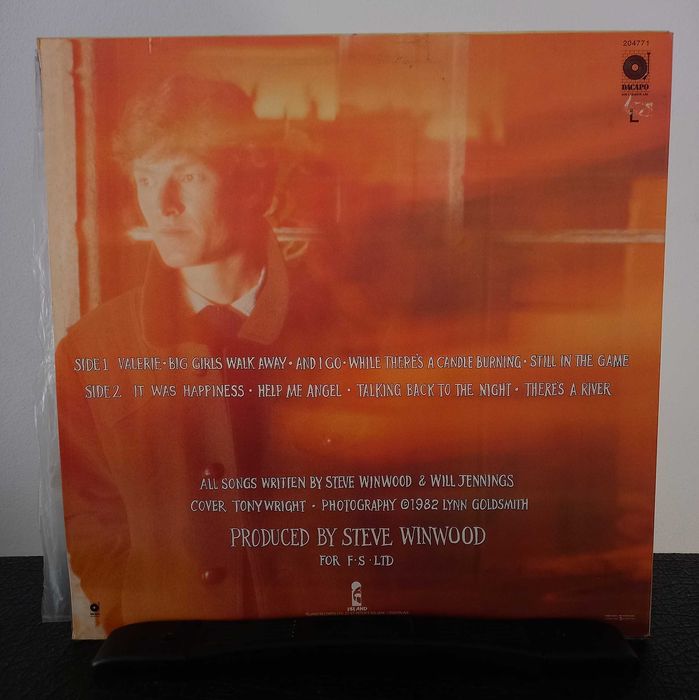 204771
DACAPO
L
SIDE 1 VALERIE • BIG GIRLS WALK AWAY • AND I GO • WHILE THERE'S A CANDLE BURNING • STILL IN THE GAME
SIDE 2 IT WAS HAPPINESS • HELP ME ANGEL • TALKING BACK TO THE NIGHT • THERE'S A RIVER
ALL SONGS WRITTEN BY STEVE WINWOOD & WILL JENNINGS
COVER TONY WRIGHT • PHOTOGRAPHY ©1982 LYNN GOLDSMITH
PRODUCED BY STEVE WINWOOD
FOR F•S•LTD
ISLAND